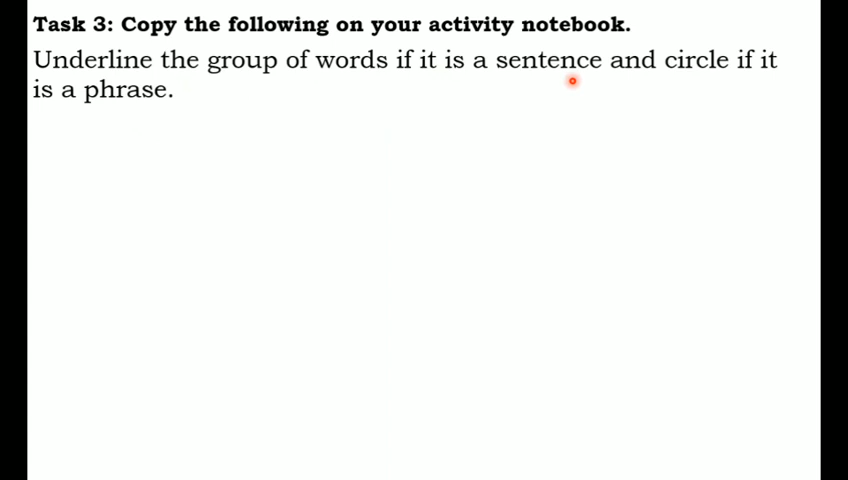 Task 3: Copy the following on your activity notebook.
Underline the group of words if it is a sentence and circle if it
is a phrase.